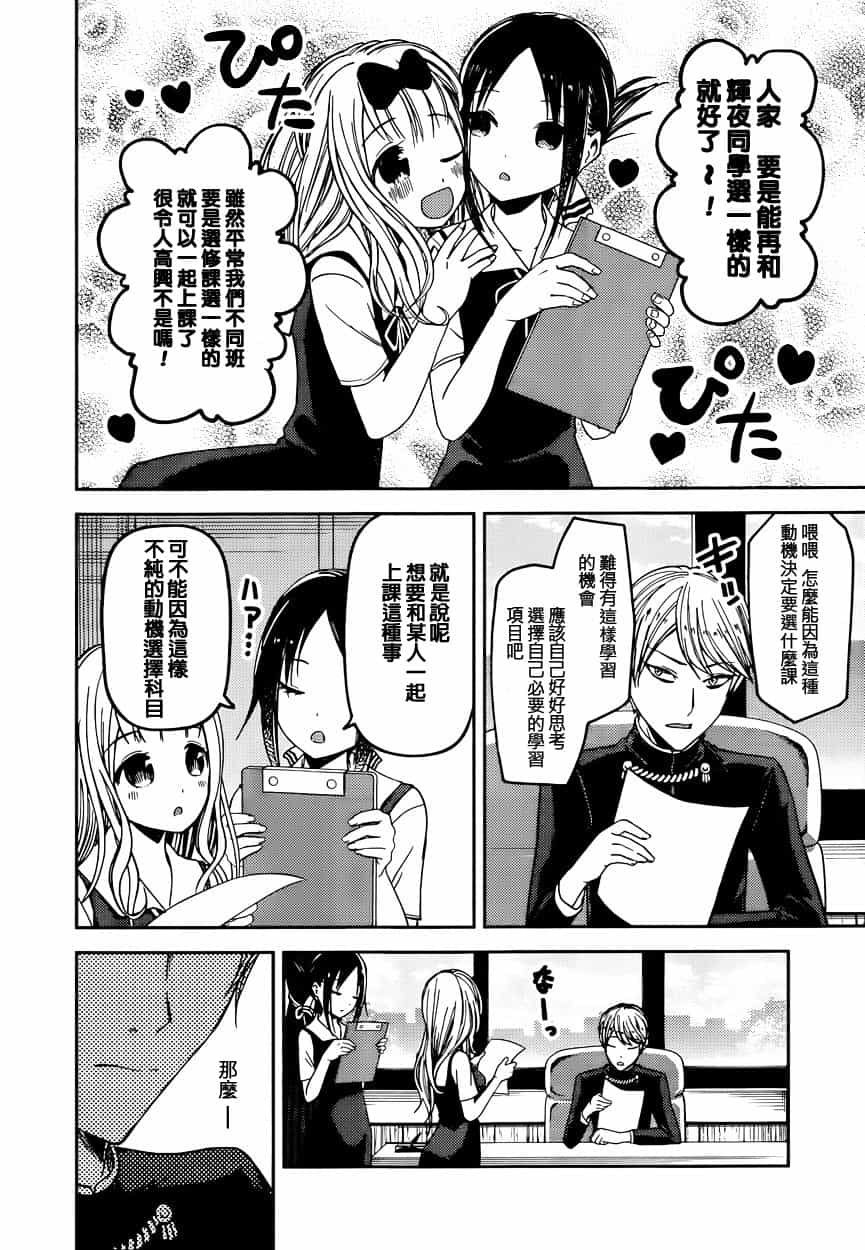 人家 要是能再和
輝夜同學選一樣的
就好了～！
ぴた
雖然平常我們不同班
要是選修課選一樣的
就可以一起上課了
很令人高興不是嗎！
ぴた
喂喂 怎麼能因為這種
動機決定要選什麼課
キッ
難得有這樣學習
的機會
應該自己好好思考
選擇自己必要的學習
項目吧
就是說呢
想要和某人一起
上課這種事
ハァ…
可不能因為這樣
不純的動機選擇科目
なーっ
那麼—